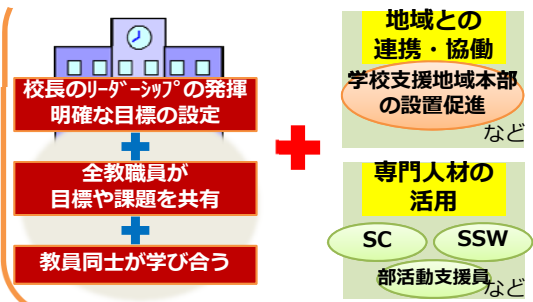 校長のﾘｰﾀﾞｰｼｯﾌﾟの発揮
明確な目標の設定
全教職員が
目標や課題を共有
教員同士が学び合う
地域との
連携・協働
学校支援地域本部
の設置促進
など
専門人材の
活用
SC
SSW
部活動支援員
など